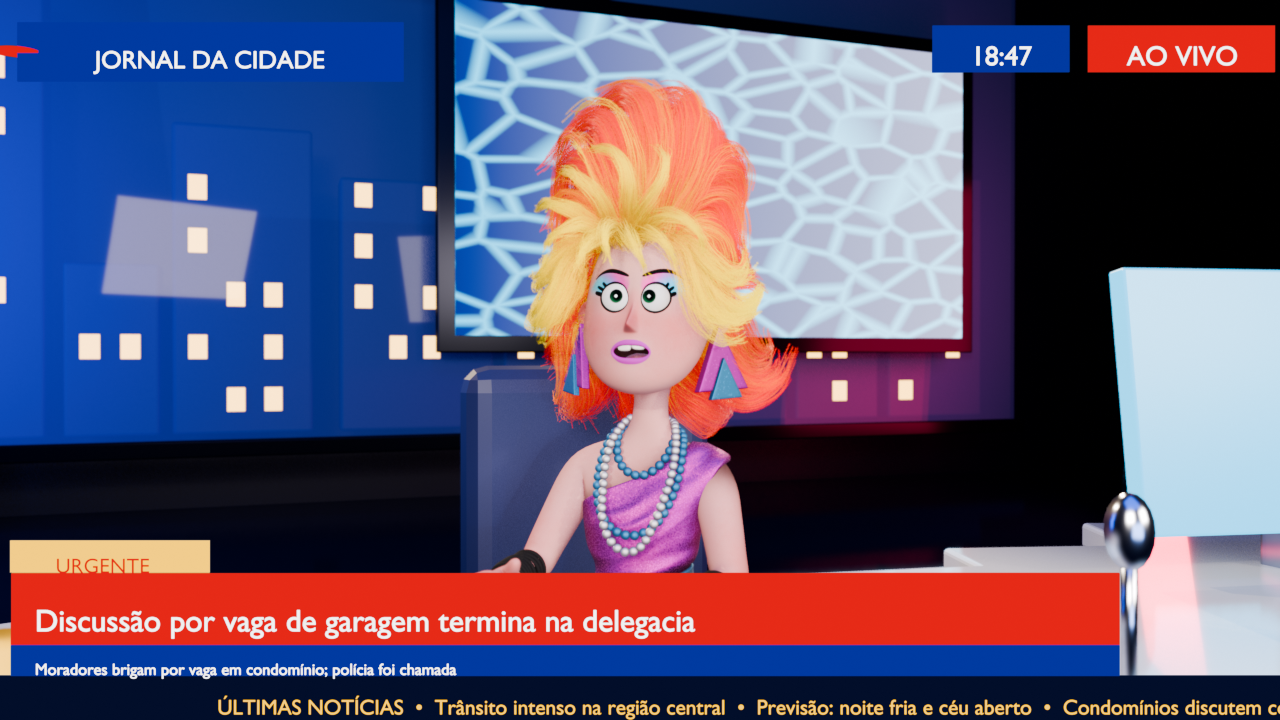 JORNAL DA CIDADE
18:47
AO VIVO
URGENTE
Discussão por vaga de garagem termina na delegacia
Moradores brigam por vaga em condomínio; polícia foi chamada
ÚLTIMAS NOTÍCIAS • Trânsito intenso na região central • Previsão: noite fria e céu aberto • Condomínios discutem